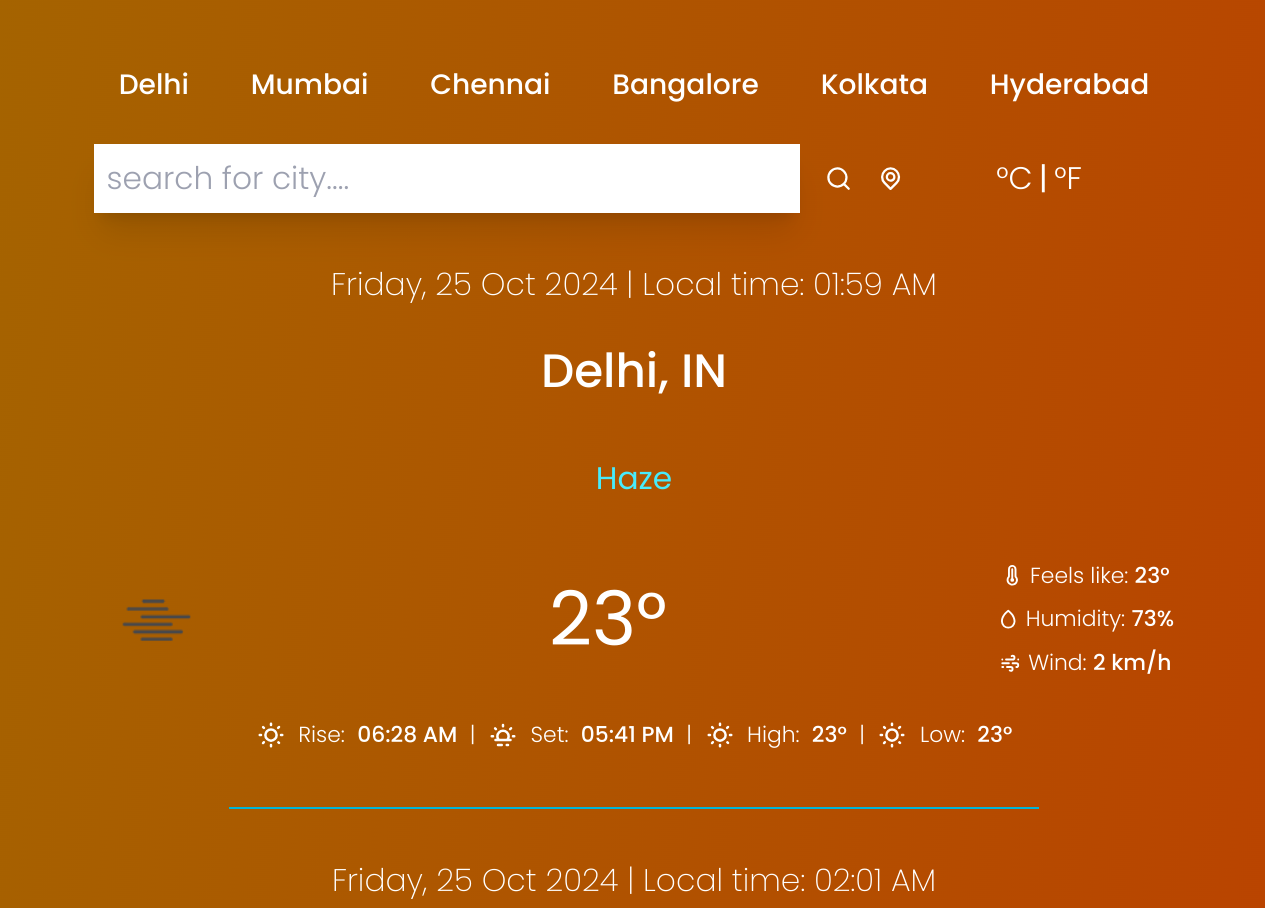 Delhi Mumbai Chennai Bangalore Kolkata Hyderabad
search for city....
°C | °F
Friday, 25 Oct 2024 | Local time: 01:59 AM
Delhi, IN
Haze
23°
Feels like: 23°
Humidity: 73%
Wind: 2 km/h
Rise: 06:28 AM | Set: 05:41 PM | High: 23° | Low: 23°
Friday, 25 Oct 2024 | Local time: 02:01 AM